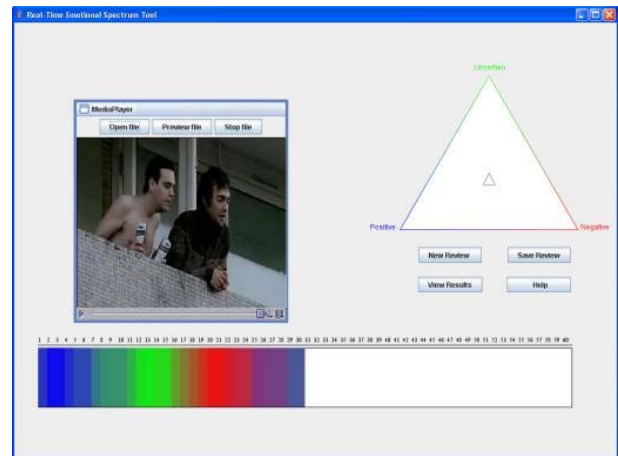 Real-Time Emotional Spectrum Tool
Uncertain
MediaPlayer
Open file Preview file Stop file
Positive Negative
New Review Save Review
View Results Help
1 2 3 4 5 6 7 8 9 10 11 12 13 14 15 16 17 18 19 20 21 22 23 24 25 26 27 28 29 30 31 32 33 34 35 36 37 38 39 40 41 42 43 44 45 46 47 48 49 50 51 52 53 54 55 56 57 58 59 60